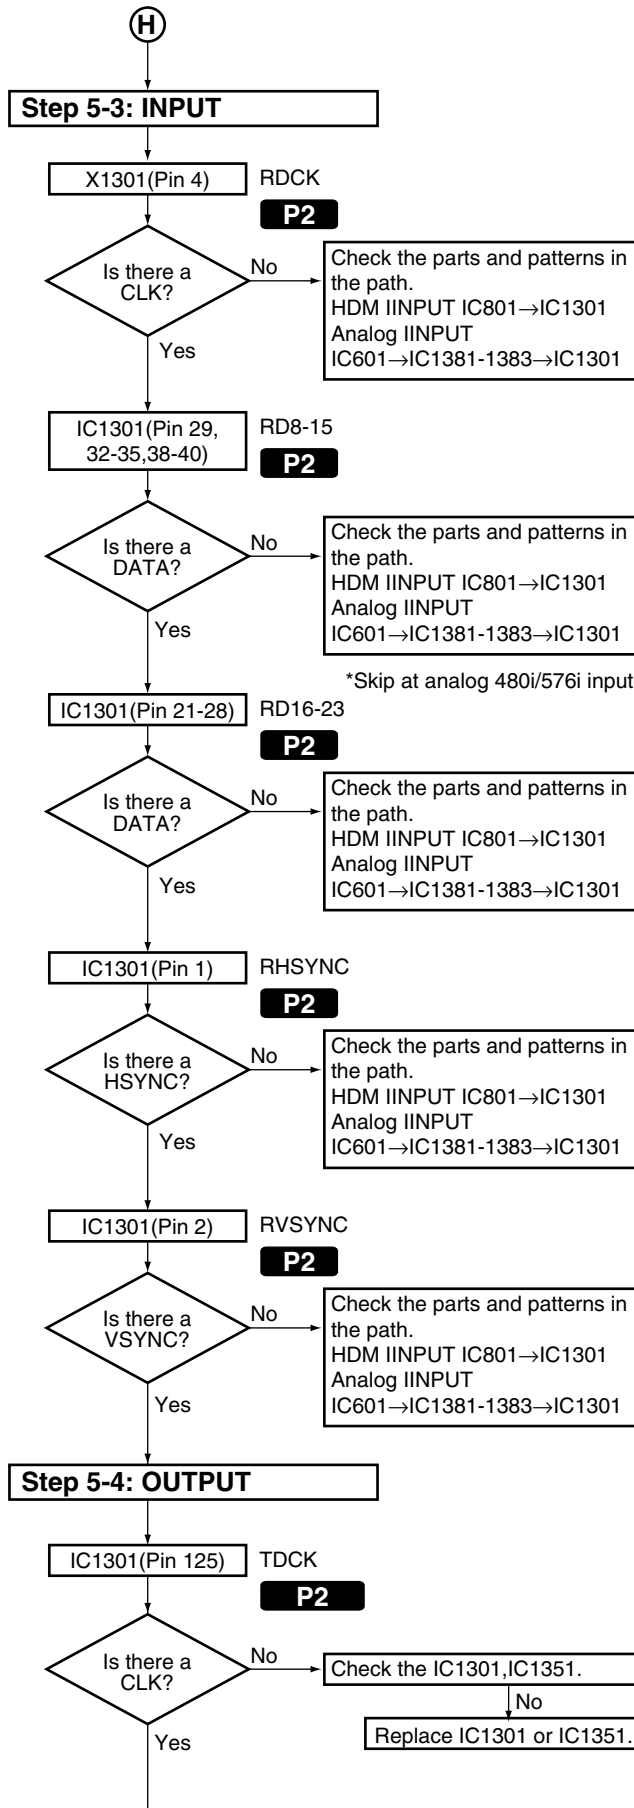 H
Step 5-3: INPUT
X1301(Pin 4)
RDCK
P2
Is there a
CLK?
No
Check the parts and patterns in
the path.
HDM IINPUT IC801→IC1301
Analog IINPUT
IC601→IC1381-1383→IC1301
Yes
IC1301(Pin 29,
32-35,38-40)
RD8-15
P2
Is there a
DATA?
No
Check the parts and patterns in
the path.
HDM IINPUT IC801→IC1301
Analog IINPUT
IC601→IC1381-1383→IC1301
Yes
*Skip at analog 480i/576i input
IC1301(Pin 21-28)
RD16-23
P2
Is there a
DATA?
No
Check the parts and patterns in
the path.
HDM IINPUT IC801→IC1301
Analog IINPUT
IC601→IC1381-1383→IC1301
Yes
IC1301(Pin 1)
RHSYNC
P2
Is there a
HSYNC?
No
Check the parts and patterns in
the path.
HDM IINPUT IC801→IC1301
Analog IINPUT
IC601→IC1381-1383→IC1301
Yes
IC1301(Pin 2)
RVSYNC
P2
Is there a
VSYNC?
No
Check the parts and patterns in
the path.
HDM IINPUT IC801→IC1301
Analog IINPUT
IC601→IC1381-1383→IC1301
Yes
Step 5-4: OUTPUT
IC1301(Pin 125)
TDCK
P2
Is there a
CLK?
No
Check the IC1301,IC1351.
No
Replace IC1301 or IC1351.
Yes